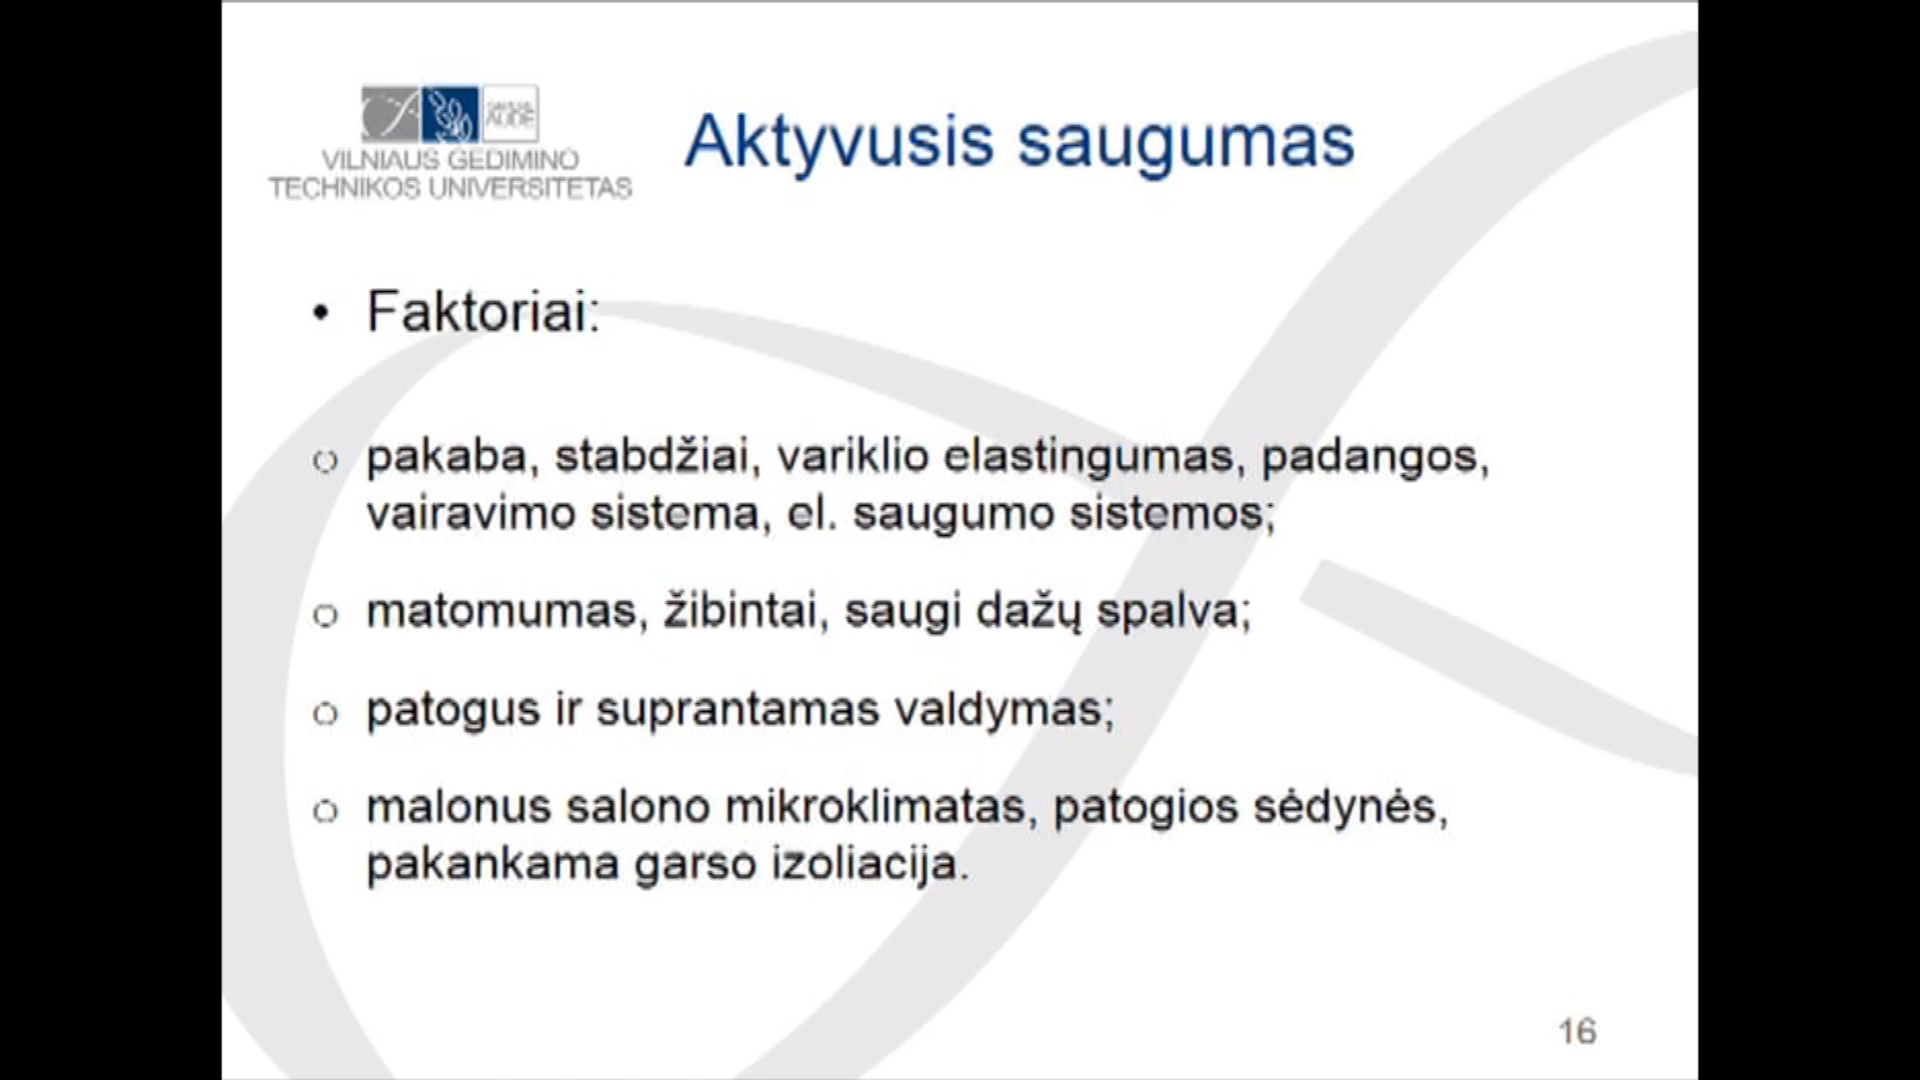 Aktyvusis saugumas
VILNIAUS GEDIMINO
TECHNIKOS UNIVERSITETAS
• Faktoriai:
o pakaba, stabdžiai, variklio elastingumas, padangos,
vairavimo sistema, el. saugumo sistemos;
o matomumas, žibintai, saugi dažų spalva;
o patogus ir suprantamas valdymas;
o malonus salono mikroklimatas, patogios sėdynės,
pakankama garso izoliacija.
16